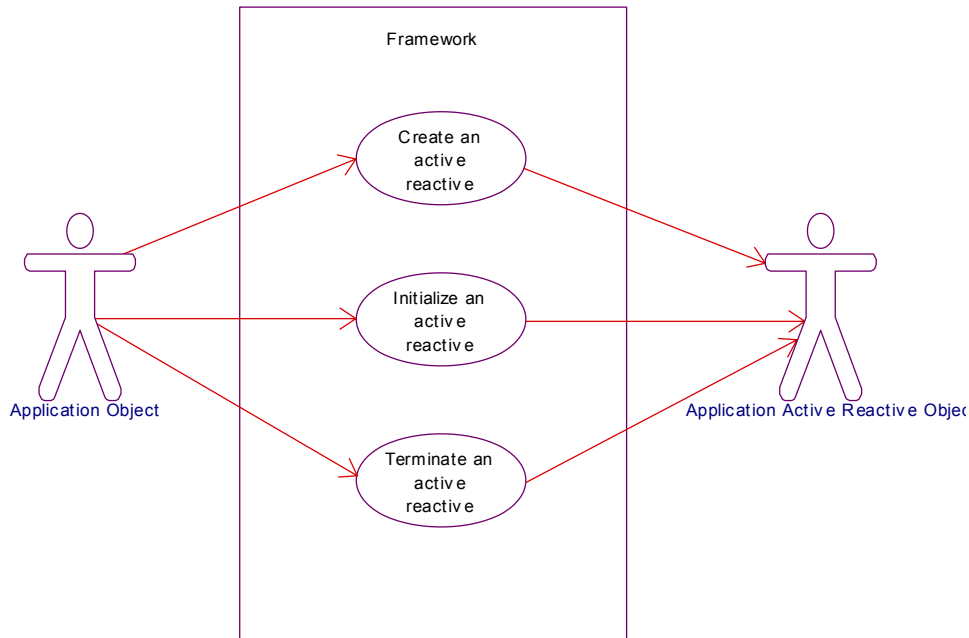 Framework
Create an
active
reactive
Initialize an
active
reactive
Application Object
Application Active Reactive Objec
Terminate an
active
reactive